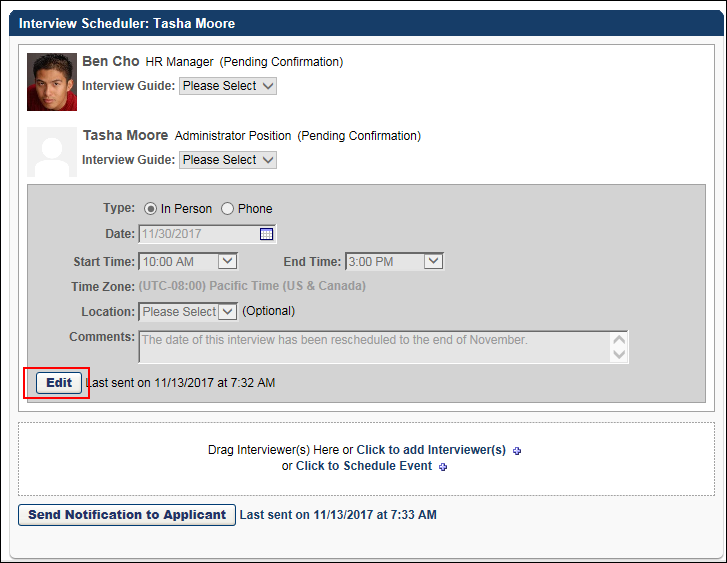 Interview Scheduler: Tasha Moore
Ben Cho HR Manager (Pending Confirmation)
Interview Guide: Please Select
Tasha Moore Administrator Position (Pending Confirmation)
Interview Guide: Please Select
Type: In Person Phone
Date: 11/30/2017
Start Time: 10:00 AM End Time: 3:00 PM
Time Zone: (UTC-08:00) Pacific Time (US & Canada)
Location: Please Select (Optional)
Comments: The date of this interview has been rescheduled to the end of November.
Edit Last sent on 11/13/2017 at 7:32 AM
Drag Interviewer(s) Here or Click to add Interviewer(s)
or Click to Schedule Event
Send Notification to Applicant Last sent on 11/13/2017 at 7:33 AM